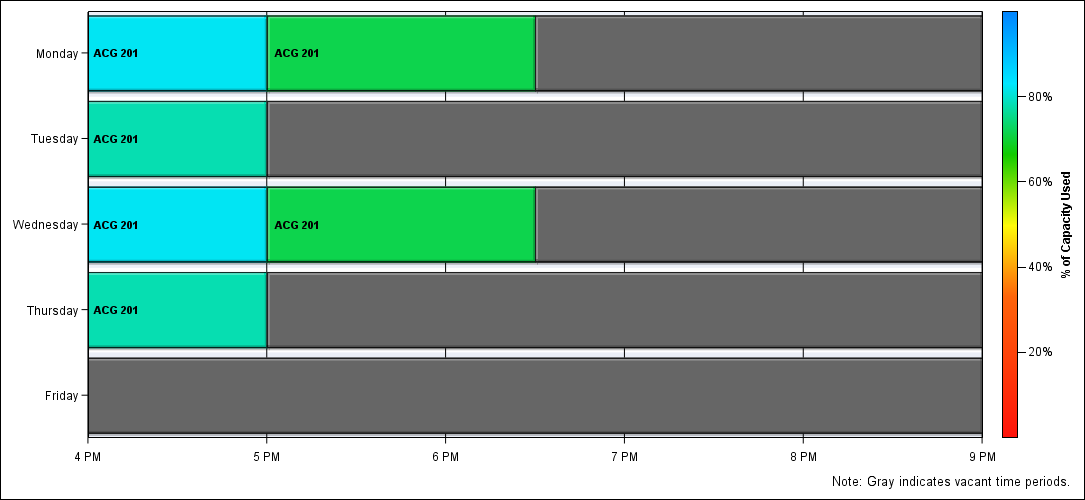 Monday
ACG 201
ACG 201
Tuesday
ACG 201
Wednesday
ACG 201
ACG 201
Thursday
ACG 201
Friday
4 PM
5 PM
6 PM
7 PM
8 PM
9 PM
80%
60%
40%
20%
% of Capacity Used
Note: Gray indicates vacant time periods.